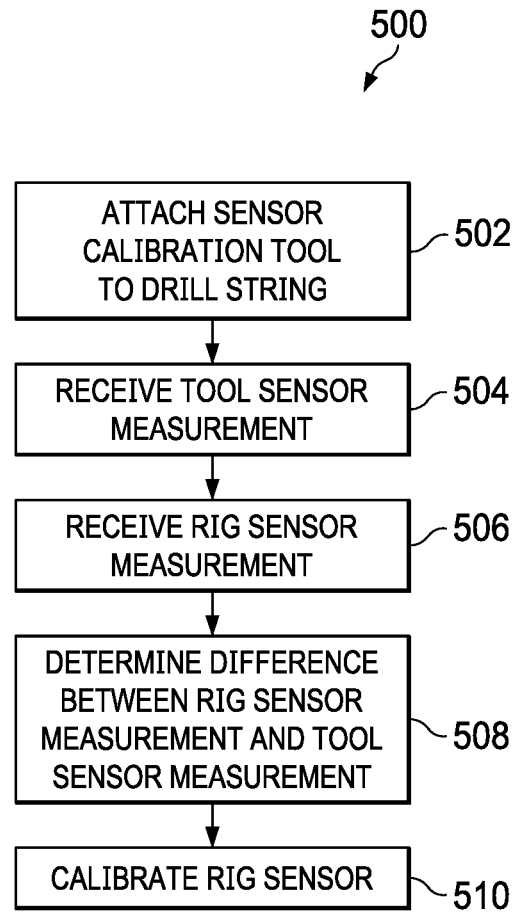 500
ATTACH SENSOR
CALIBRATION TOOL
TO DRILL STRING
502
RECEIVE TOOL SENSOR
MEASUREMENT
504
RECEIVE RIG SENSOR
MEASUREMENT
506
DETERMINE DIFFERENCE
BETWEEN RIG SENSOR
MEASUREMENT AND TOOL
SENSOR MEASUREMENT
508
CALIBRATE RIG SENSOR
510